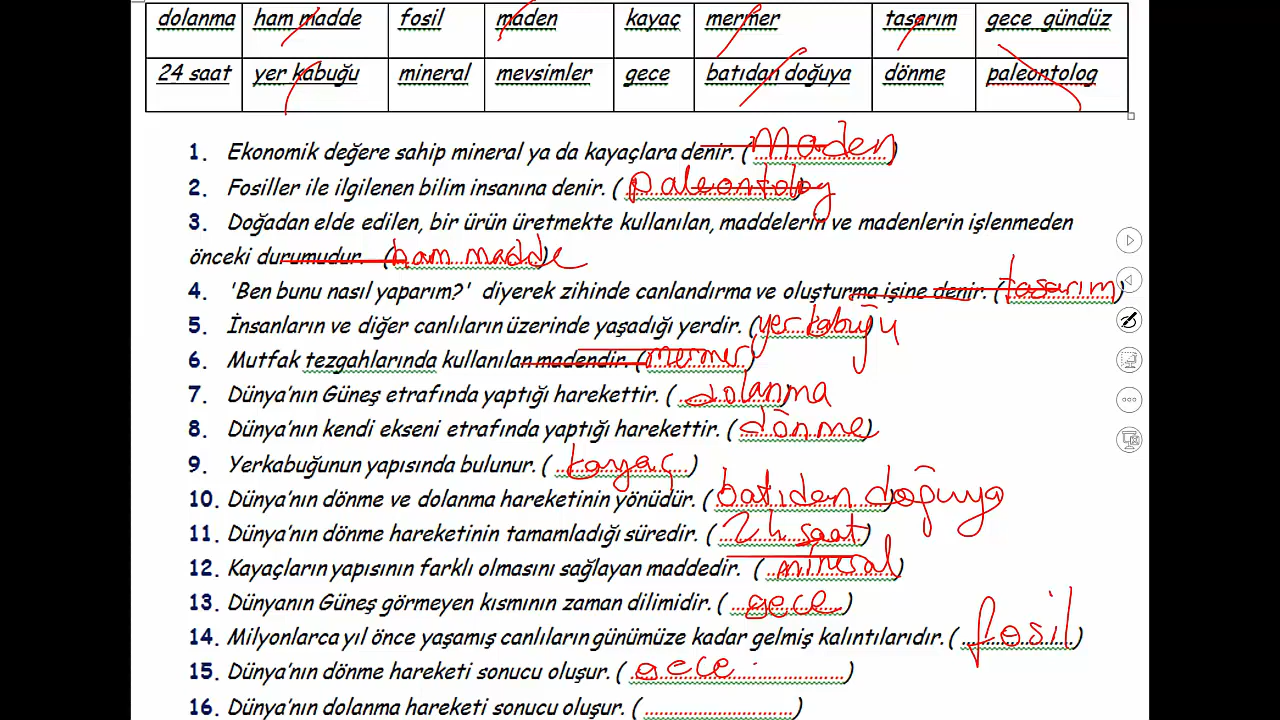 dolanma ham madde fosil maden kayaç mermer tasarım gece gündüz
24 saat yer kabuğu mineral mevsimler gece batıdan doğuya dönme paleontolog
1. Ekonomik değere sahip mineral ya da kayaçlara denir. (maden)
2. Fosiller ile ilgilenen bilim insanına denir. (paleontolog)
3. Doğadan elde edilen, bir ürün üretmekte kullanılan, maddelerin ve madenlerin işlenmeden
önceki durumudur. (ham madde)
4. 'Ben bunu nasıl yaparım?' diyerek zihinde canlandırma ve oluşturma işine denir. (tasarım)
5. İnsanların ve diğer canlıların üzerinde yaşadığı yerdir. (yer kabuğu)
6. Mutfak tezgahlarında kullanılan madendir. (mermer)
7. Dünya'nın Güneş etrafında yaptığı harekettir. (dolanma)
8. Dünya'nın kendi ekseni etrafında yaptığı harekettir. (dönme)
9. Yerkabuğunun yapısında bulunur. (kayaç)
10. Dünya'nın dönme ve dolanma hareketinin yönüdür. (batıdan doğuya)
11. Dünya'nın dönme hareketinin tamamladığı süredir. (24 saat)
12. Kayaçların yapısının farklı olmasını sağlayan maddedir. (mineral)
13. Dünyanın Güneş görmeyen kısmının zaman dilimidir. (gece)
14. Milyonlarca yıl önce yaşamış canlıların günümüze kadar gelmiş kalıntılarıdır. (fosil)
15. Dünya'nın dönme hareketi sonucu oluşur. (gece)
16. Dünya'nın dolanma hareketi sonucu oluşur. (........................)